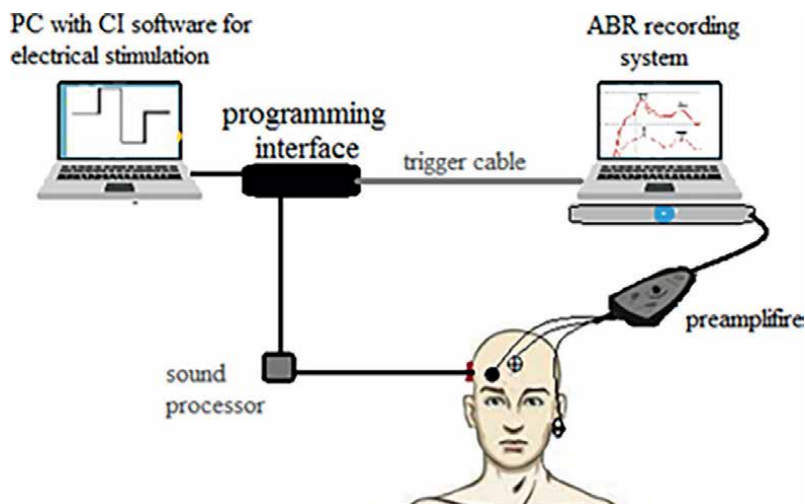 PC with CI software for
electrical stimulation
ABR recording
system
programming
interface
trigger cable
preamplifire
sound
processor